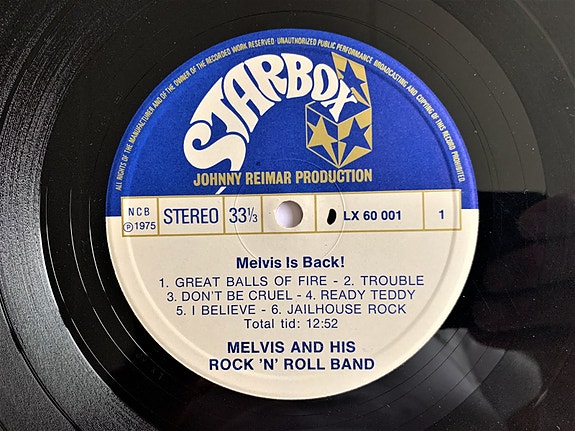 ALL RIGHTS OF THE MANUFACTURER AND OF THE OWNER OF THE RECORDED WORK RESERVED · UNAUTHORIZED PUBLIC PERFORMANCE BROADCASTING AND COPYING OF THIS RECORD PROHIBITED
STARBOX
JOHNNY REIMAR PRODUCTION
NCB
Ⓟ1975
STEREO
33⅓
LX 60 001
1
Melvis Is Back!
1. GREAT BALLS OF FIRE - 2. TROUBLE
3. DON'T BE CRUEL - 4. READY TEDDY
5. I BELIEVE - 6. JAILHOUSE ROCK
Total tid: 12:52
MELVIS AND HIS
ROCK 'N' ROLL BAND